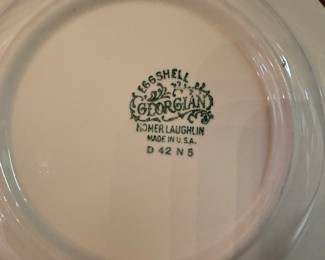 EGGSHELL
GEORGIAN
HOMER LAUGHLIN
MADE IN U.S.A.
D 42 N 5